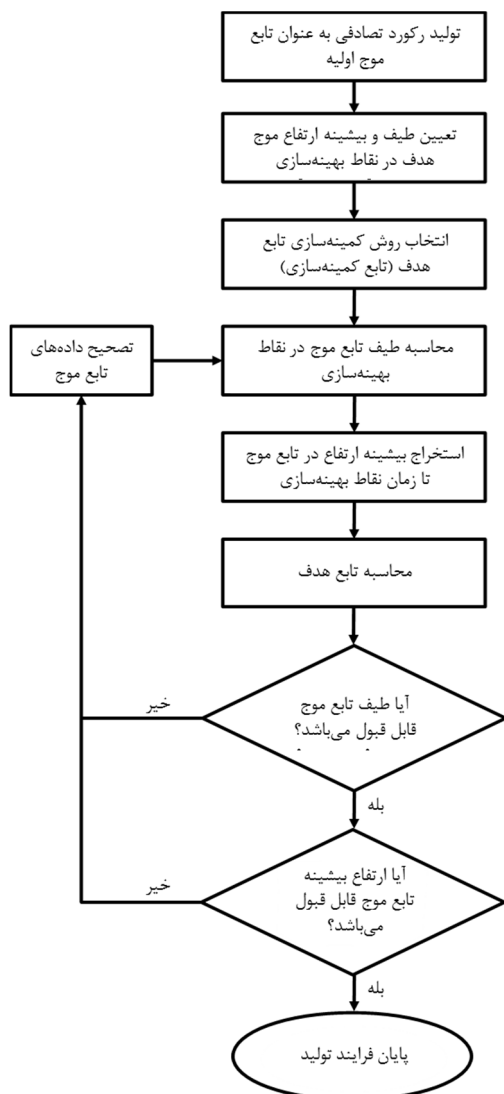 تولید رکورد تصادفی به عنوان تابع
موج اولیه
تعیین طیف و بیشینه ارتفاع موج
هدف در نقاط بهینه‌سازی
انتخاب روش کمینه‌سازی تابع
هدف (تابع کمینه‌سازی)
محاسبه طیف تابع موج در نقاط
بهینه‌سازی
تصحیح داده‌های
تابع موج
استخراج بیشینه ارتفاع در تابع موج
تا زمان نقاط بهینه‌سازی
محاسبه تابع هدف
آیا طیف تابع موج
قابل قبول می‌باشد؟
خیر
بله
آیا ارتفاع بیشینه
تابع موج قابل قبول
می‌باشد؟
خیر
بله
پایان فرایند تولید